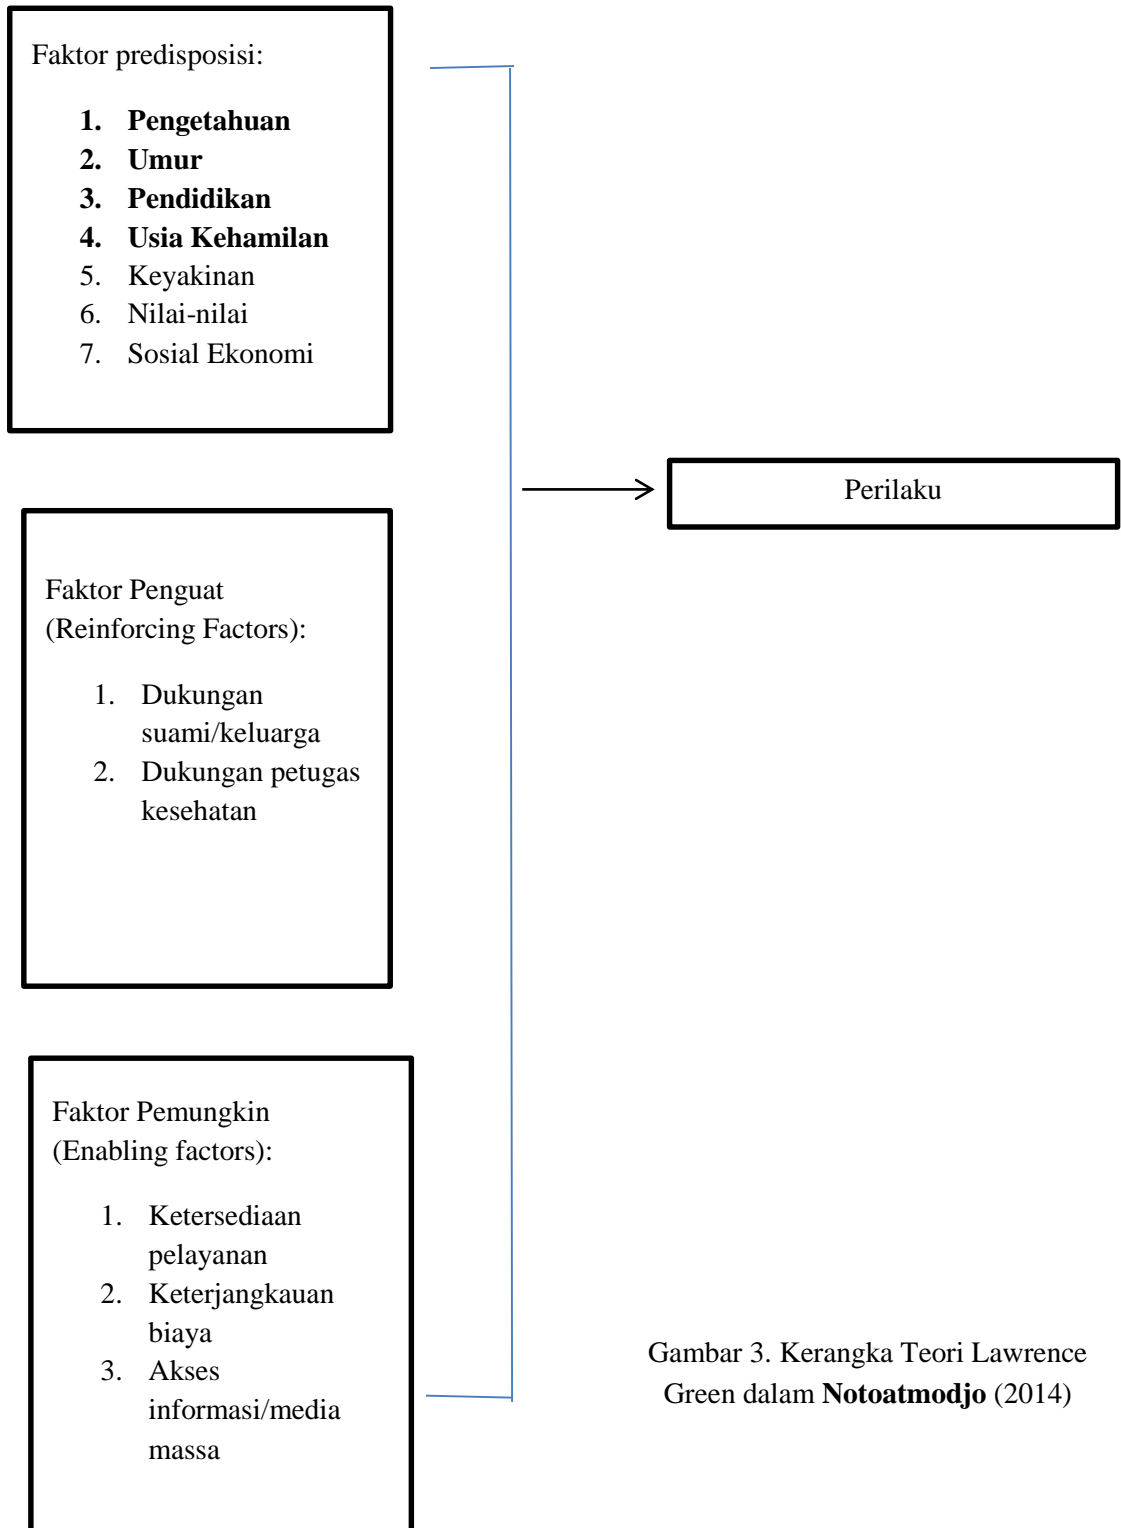 Faktor predisposisi:
1. Pengetahuan
2. Umur
3. Pendidikan
4. Usia Kehamilan
5. Keyakinan
6. Nilai-nilai
7. Sosial Ekonomi
Perilaku
Faktor Penguat
(Reinforcing Factors):
1. Dukungan
suami/keluarga
2. Dukungan petugas
kesehatan
Faktor Pemungkin
(Enabling factors):
1. Ketersediaan
pelayanan
2. Keterjangkauan
biaya
3. Akses
informasi/media
massa
Gambar 3. Kerangka Teori Lawrence
Green dalam Notoatmodjo (2014)